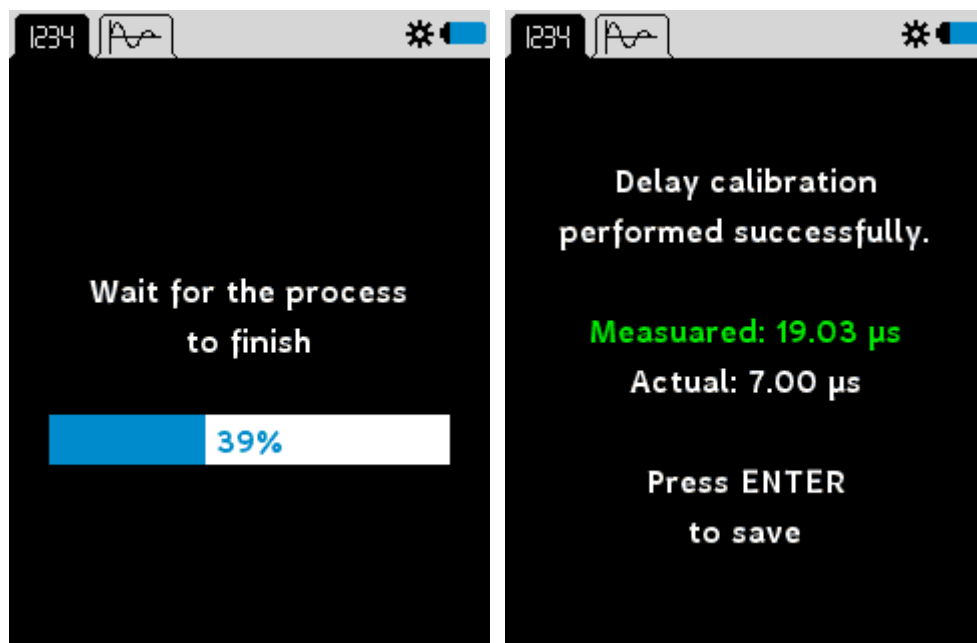 1234
Wait for the process
to finish
39%
1234
Delay calibration
performed successfully.
Measuared: 19.03 µs
Actual: 7.00 µs
Press ENTER
to save